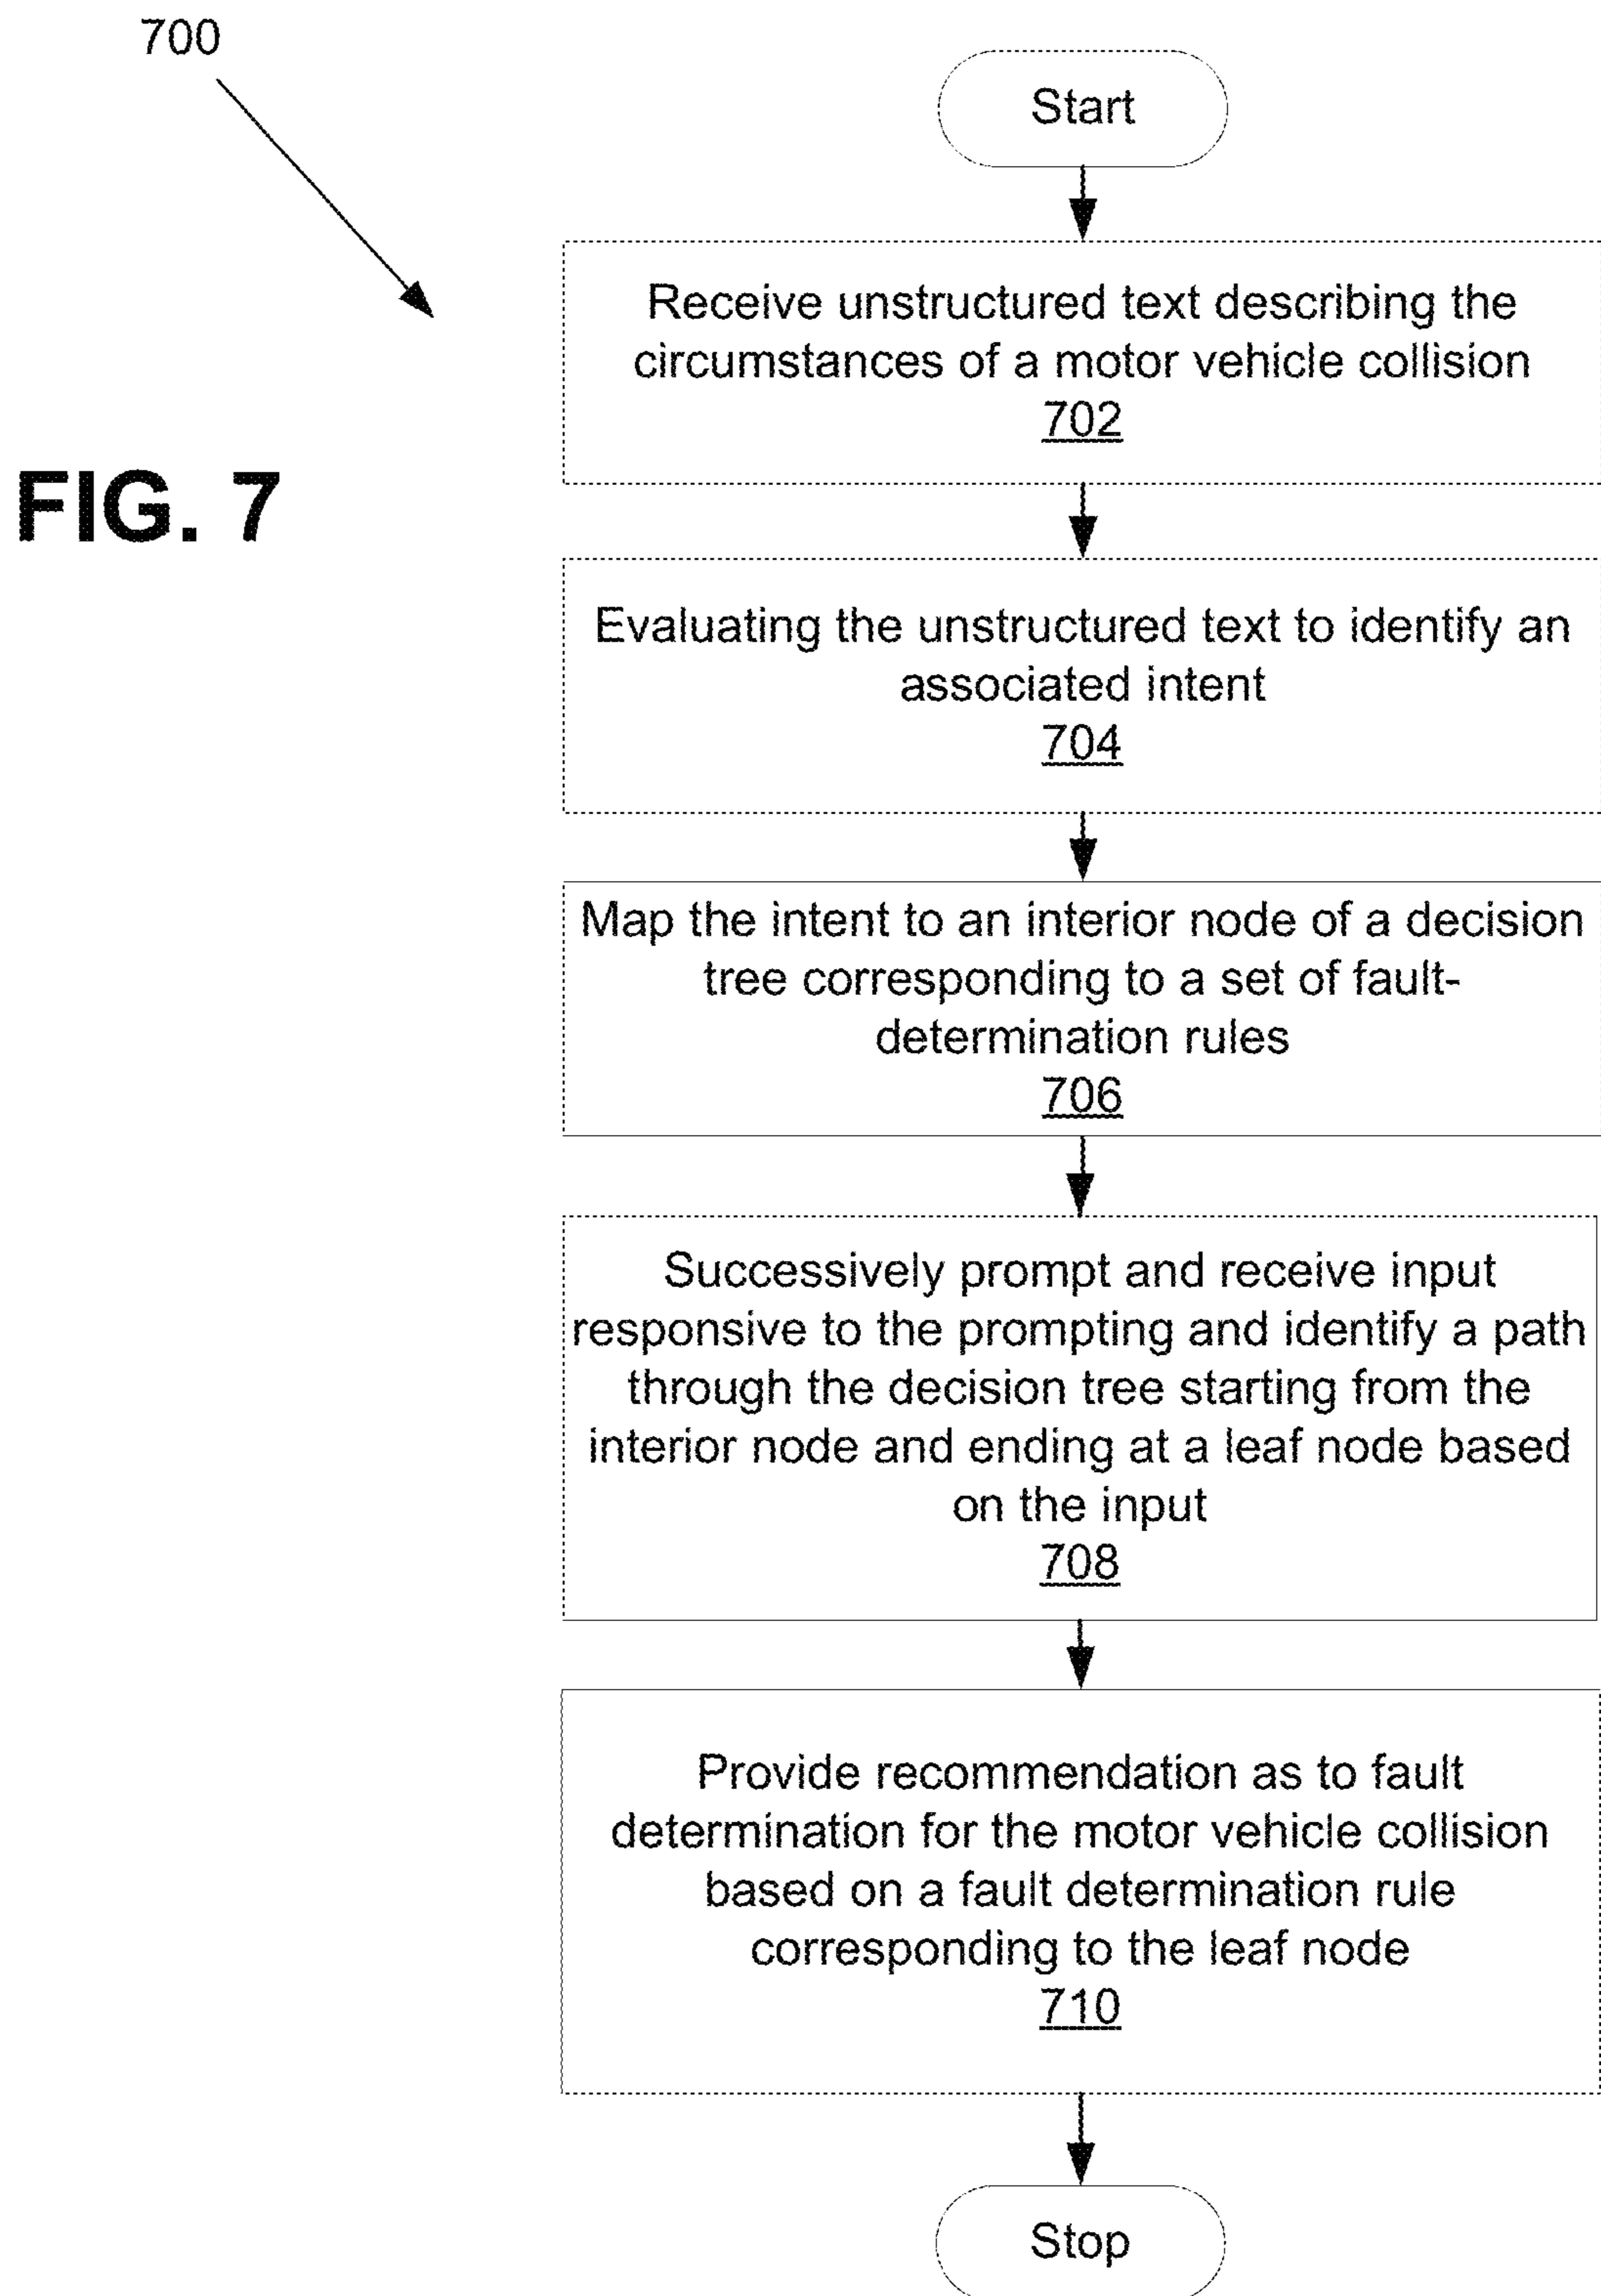 700
Start
Receive unstructured text describing the
circumstances of a motor vehicle collision
702
FIG. 7
Evaluating the unstructured text to identify an
associated intent
704
Map the intent to an interior node of a decision
tree corresponding to a set of fault-
determination rules
706
Successively prompt and receive input
responsive to the prompting and identify a path
through the decision tree starting from the
interior node and ending at a leaf node based
on the input
708
Provide recommendation as to fault
determination for the motor vehicle collision
based on a fault determination rule
corresponding to the leaf node
710
Stop